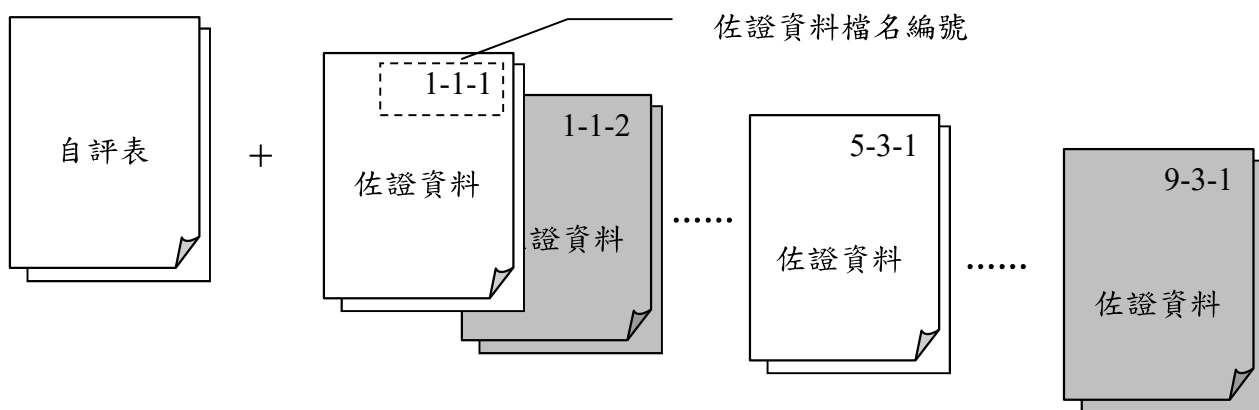 佐證資料檔名編號
自評表
+
1-1-1
佐證資料
1-1-2
證資料
......
5-3-1
佐證資料
......
9-3-1
佐證資料